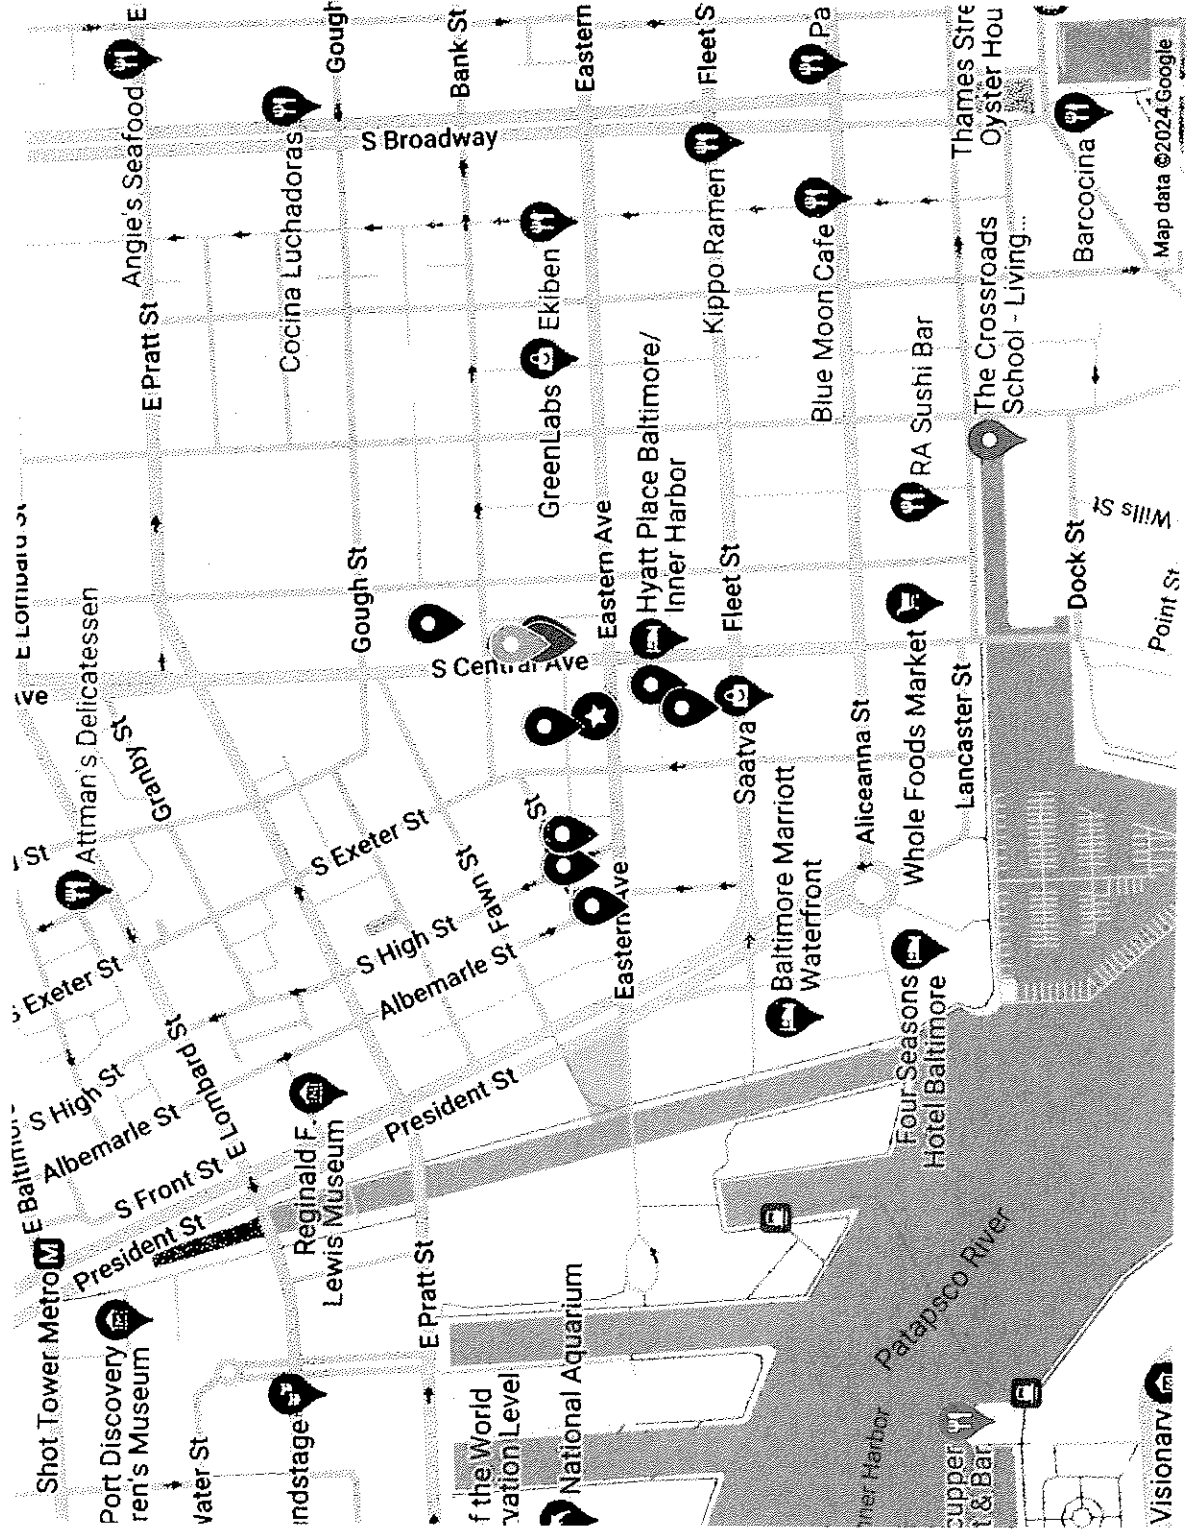 Shot Tower Metro
M
E Baltimore
Port Discovery
ren's Museum
President St
S Front St
Albemarle St
S High St
S Exeter St
Attman's Delicatessen
Granby St
E Lombard St
Angie's Seafood
E Pratt St
Water St
ndstage
E Lombard St
Reginald F.
Lewis Museum
S Exeter St
Cocina Luchadoras
Gough St
Gough
S Broadway
E Pratt St
President St
Albemarle St
S High St
Fawn St
St
S Central Ave
Bank St
f the World
vation Level
National Aquarium
GreenLabs
Ekiben
Eastern Ave
Eastern Ave
Eastern
Hyatt Place Baltimore/
Inner Harbor
Kippo Ramen
Fleet St
Fleet S
Saatva
Baltimore Marriott
Waterfront
Blue Moon Cafe
Pa
Aliceanna St
Four Seasons
Hotel Baltimore
Whole Foods Market
RA Sushi Bar
Patapsco River
ner Harbor
Lancaster St
The Crossroads
School - Living...
Thames Stre
Oyster Hou
cupper
t & Bar
Dock St
Wills St
Barcocina
Point St
Visionary
Map data ©2024 Google